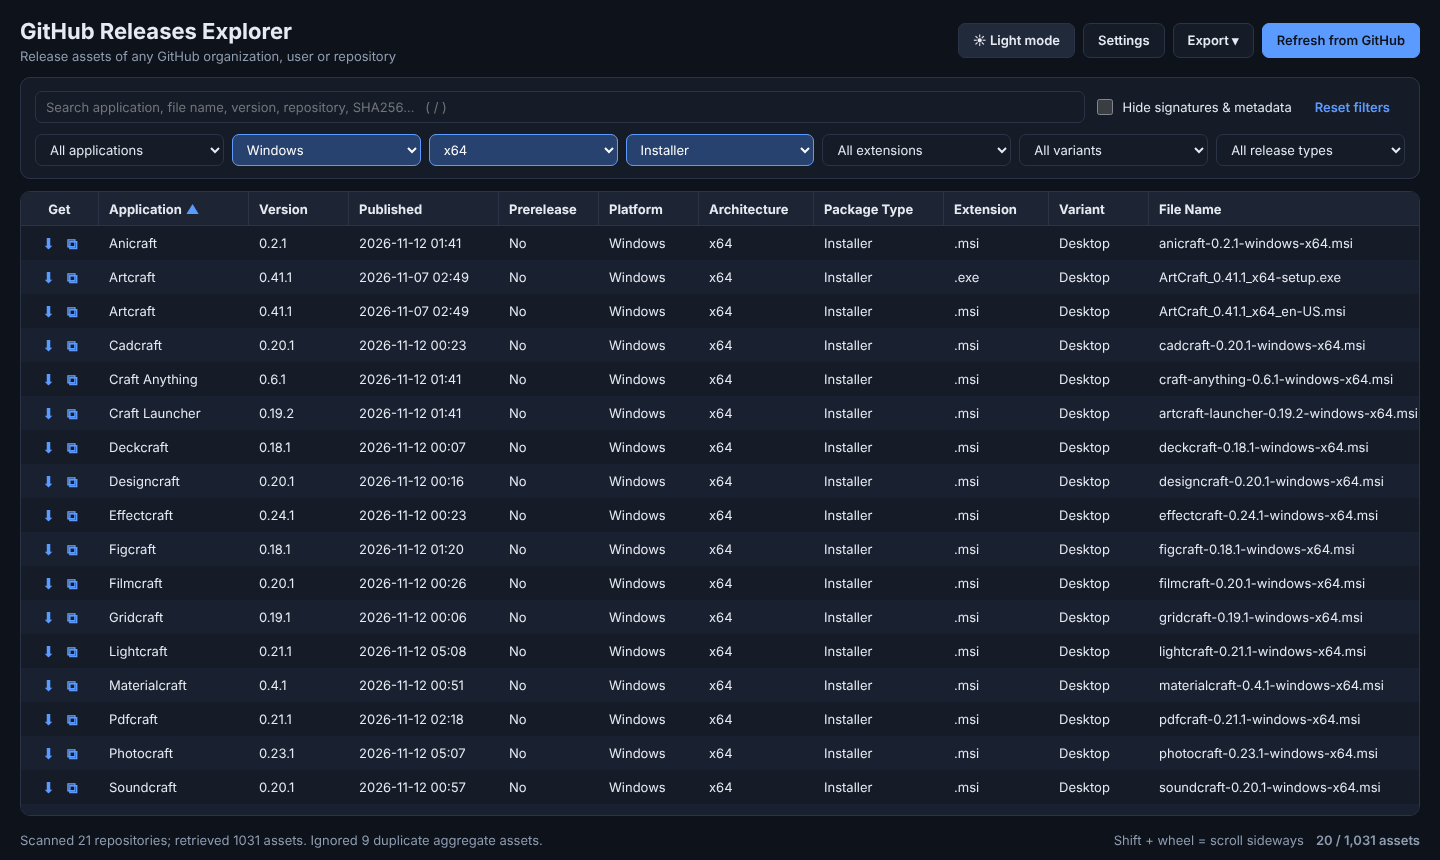 GitHub Releases Explorer
Release assets of any GitHub organization, user or repository
☀ Light mode Settings Export ▾ Refresh from GitHub
Search application, file name, version, repository, SHA256... ( / ) Hide signatures & metadata Reset filters
All applications Windows x64 Installer All extensions All variants All release types
Get Application ▲ Version Published Prerelease Platform Architecture Package Type Extension Variant File Name
Anicraft 0.2.1 2026-11-12 01:41 No Windows x64 Installer .msi Desktop anicraft-0.2.1-windows-x64.msi
Artcraft 0.41.1 2026-11-07 02:49 No Windows x64 Installer .exe Desktop ArtCraft_0.41.1_x64-setup.exe
Artcraft 0.41.1 2026-11-07 02:49 No Windows x64 Installer .msi Desktop ArtCraft_0.41.1_x64_en-US.msi
Cadcraft 0.20.1 2026-11-12 00:23 No Windows x64 Installer .msi Desktop cadcraft-0.20.1-windows-x64.msi
Craft Anything 0.6.1 2026-11-12 01:41 No Windows x64 Installer .msi Desktop craft-anything-0.6.1-windows-x64.msi
Craft Launcher 0.19.2 2026-11-12 01:41 No Windows x64 Installer .msi Desktop artcraft-launcher-0.19.2-windows-x64.msi
Deckcraft 0.18.1 2026-11-12 00:07 No Windows x64 Installer .msi Desktop deckcraft-0.18.1-windows-x64.msi
Designcraft 0.20.1 2026-11-12 00:16 No Windows x64 Installer .msi Desktop designcraft-0.20.1-windows-x64.msi
Effectcraft 0.24.1 2026-11-12 00:23 No Windows x64 Installer .msi Desktop effectcraft-0.24.1-windows-x64.msi
Figcraft 0.18.1 2026-11-12 01:20 No Windows x64 Installer .msi Desktop figcraft-0.18.1-windows-x64.msi
Filmcraft 0.20.1 2026-11-12 00:26 No Windows x64 Installer .msi Desktop filmcraft-0.20.1-windows-x64.msi
Gridcraft 0.19.1 2026-11-12 00:06 No Windows x64 Installer .msi Desktop gridcraft-0.19.1-windows-x64.msi
Lightcraft 0.21.1 2026-11-12 05:08 No Windows x64 Installer .msi Desktop lightcraft-0.21.1-windows-x64.msi
Materialcraft 0.4.1 2026-11-12 00:51 No Windows x64 Installer .msi Desktop materialcraft-0.4.1-windows-x64.msi
Pdfcraft 0.21.1 2026-11-12 02:18 No Windows x64 Installer .msi Desktop pdfcraft-0.21.1-windows-x64.msi
Photocraft 0.23.1 2026-11-12 05:07 No Windows x64 Installer .msi Desktop photocraft-0.23.1-windows-x64.msi
Soundcraft 0.20.1 2026-11-12 00:57 No Windows x64 Installer .msi Desktop soundcraft-0.20.1-windows-x64.msi
Scanned 21 repositories; retrieved 1031 assets. Ignored 9 duplicate aggregate assets. Shift + wheel = scroll sideways 20 / 1,031 assets